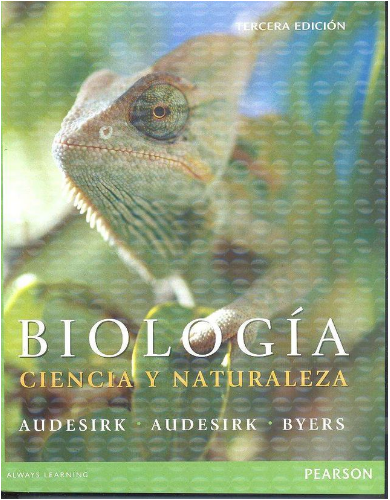 TERCERA EDICIÓN
BIOLOGÍA
CIENCIA Y NATURALEZA
AUDESIRK · AUDESIRK · BYERS
ALWAYS LEARNING
PEARSON